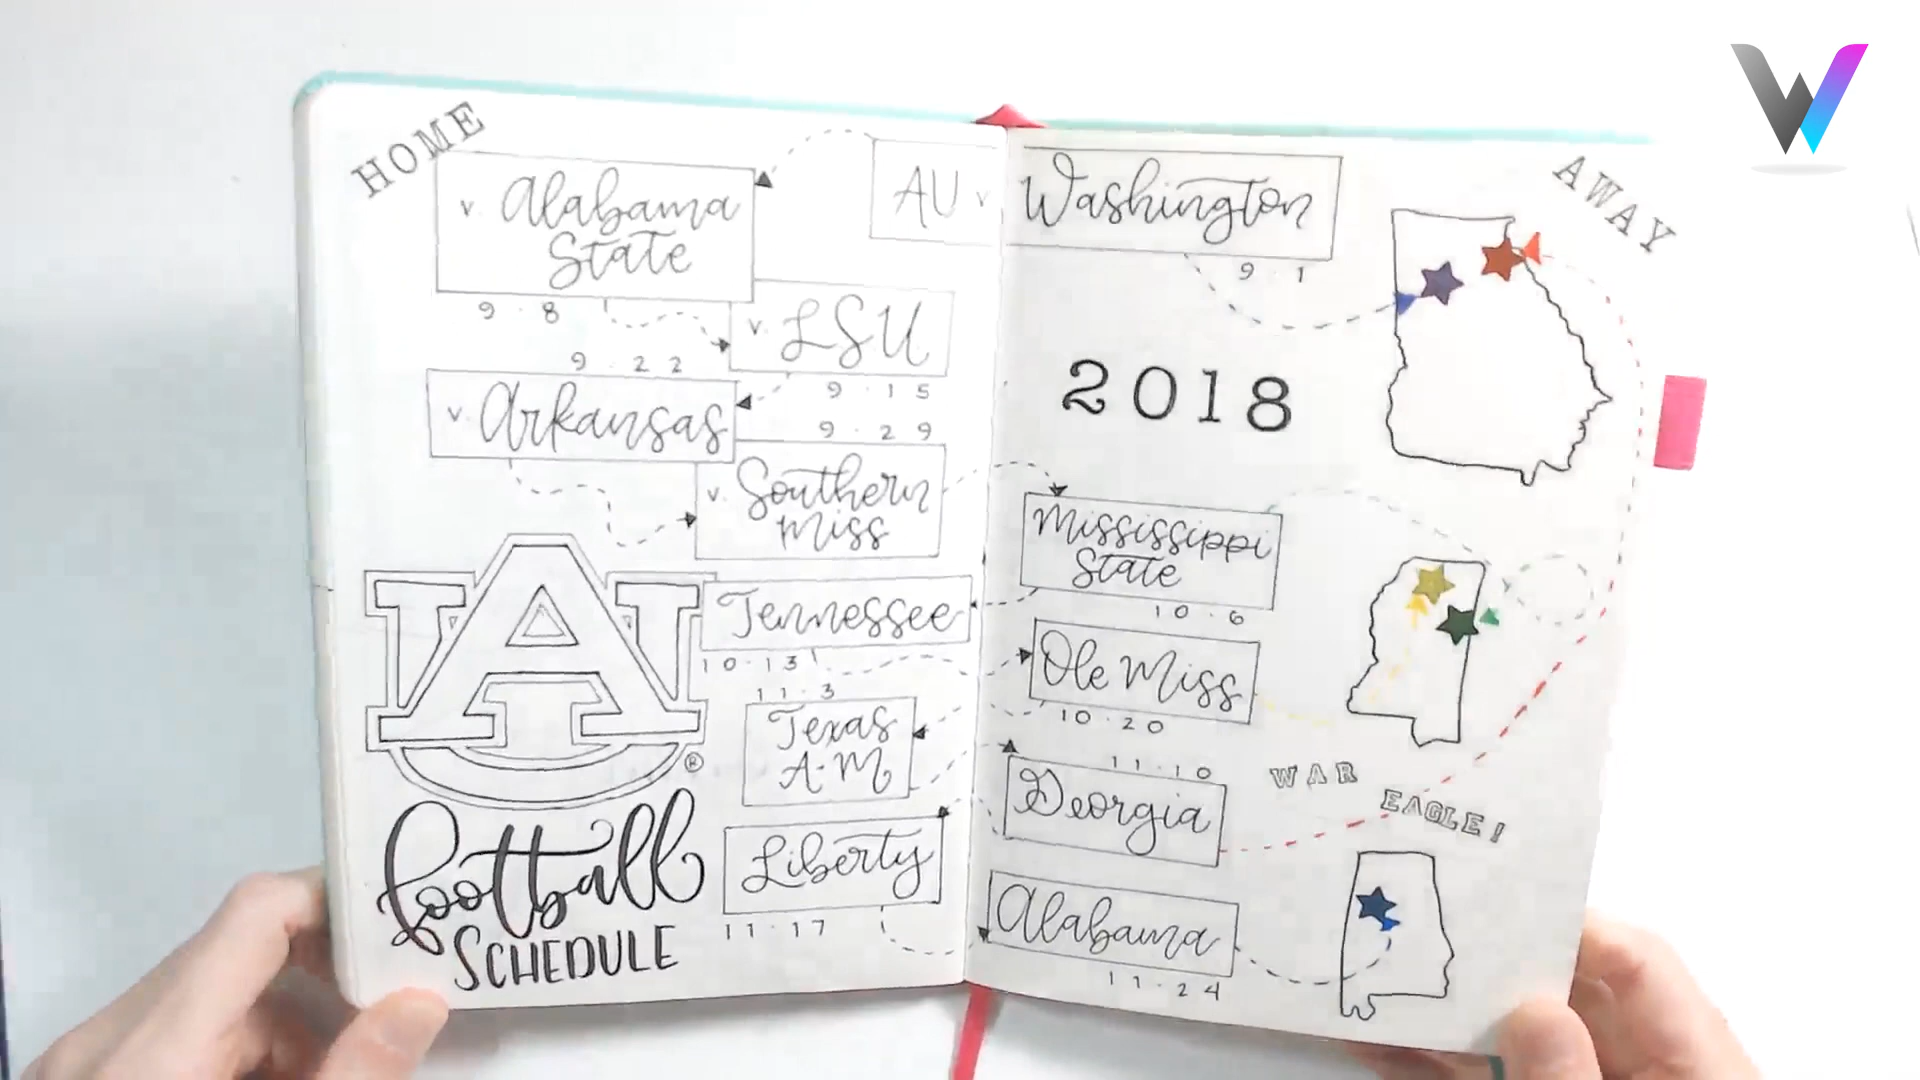 HOME
v. Alabama
State
9·8
v. LSU
9·15
9·22
v. Arkansas
9·29
v. Southern
Miss
Tennessee
10·13
11·3
Texas
A·M
Liberty
11·17
AU
®
football
SCHEDULE
AU v. Washington
9·1
AWAY
2018
Mississippi
State
10·6
Ole Miss
10·20
11·10
Georgia
WAR
EAGLE!
Alabama
11·24
W